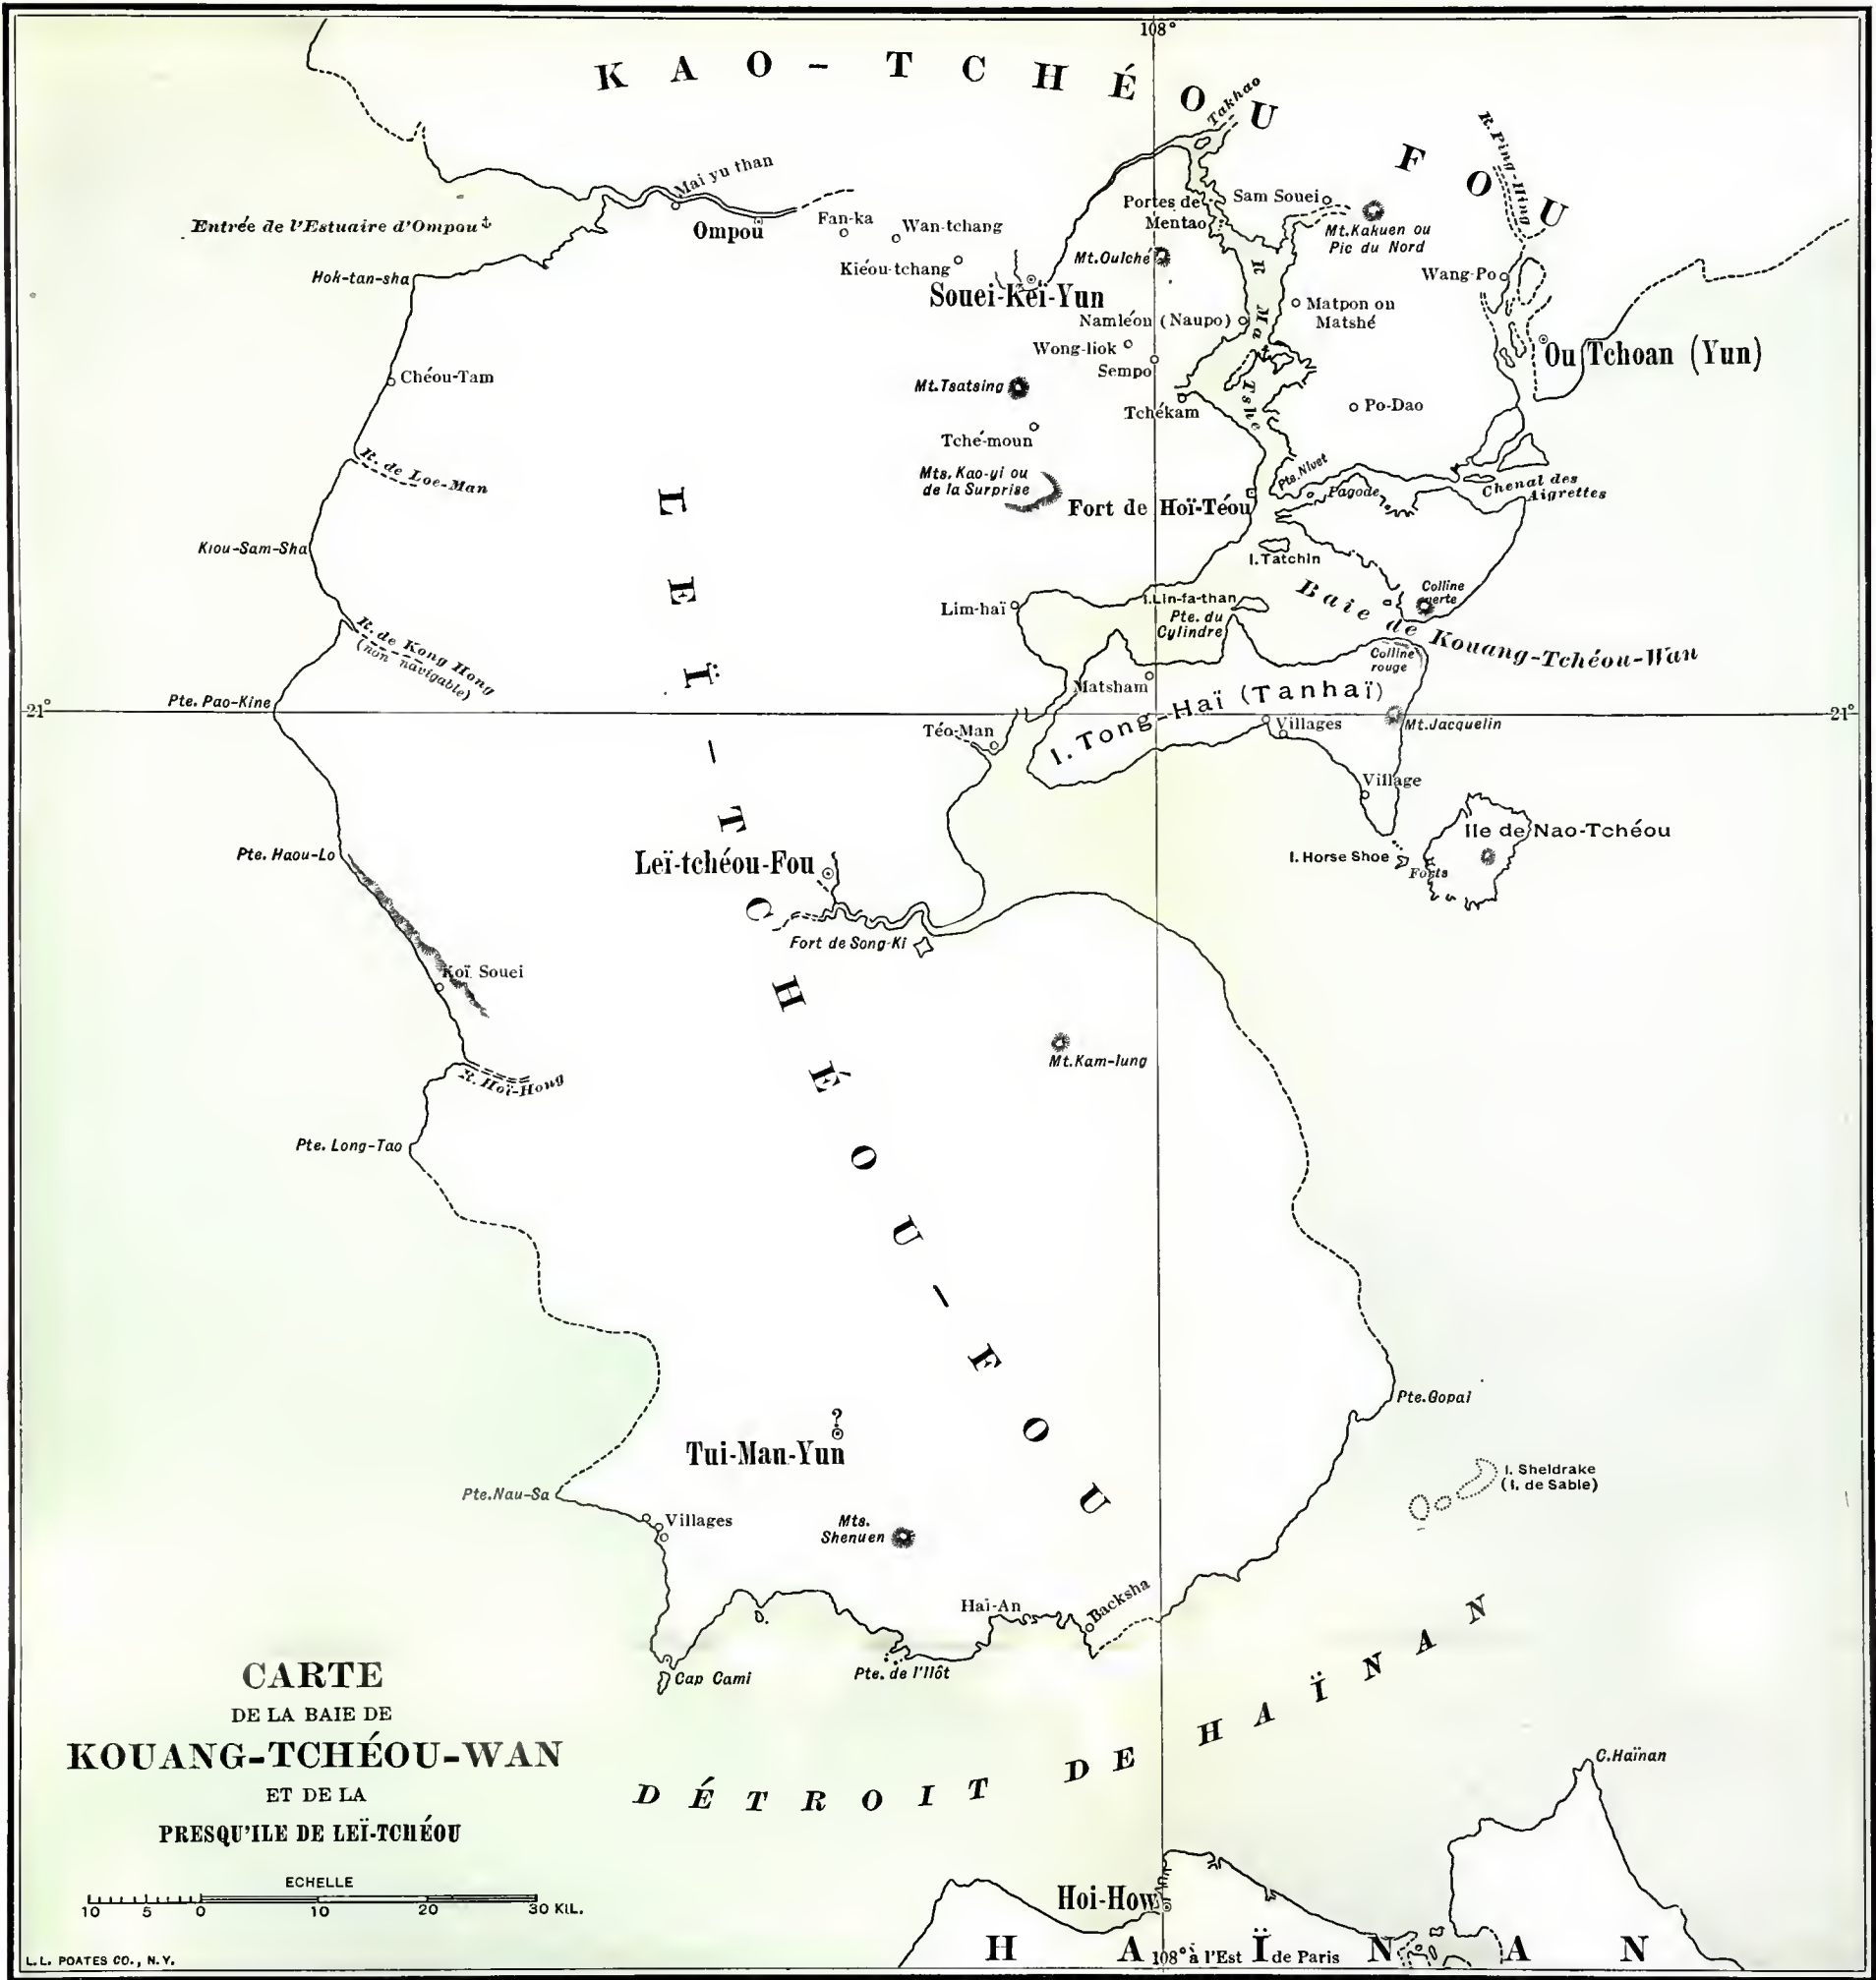 108°
KAO-TCHÉOU FOU
Takhao
R. Ping-Hing
Mai yu than
Entrée de l'Estuaire d'Ompou
Ompou
Fan-ka
Wan-tchang
Kiéou-tchang
Souei-Keï-Yun
Portes de
Mentao
Sam Souei
Mt. Kakuen ou
Pic du Nord
Mt. Oulché
Wang-Po
Hok-tan-sha
Matpon ou
Matshé
Namléon (Naupo)
R. Ma Tshe
Wong-liok
Sempo
Ou Tchoan (Yun)
Chéou-Tam
Mt. Tsatsing
Tchékam
Po-Dao
Tché-moun
R. de Loe-Man
Mts. Kao-yi ou
de la Surprise
Pte. Nivet
Pagode
Chenal des
Aigrettes
Fort de Hoï-Téou
LEÏ-TCHÉOU-FOU
Kiou-Sam-Sha
I. Tatchin
Baie de Kouang-Tchéou-Wan
Colline
verte
Lim-haï
I. Lin-fa-than
Pte. du
Cylindre
R. de Kong Hong
(non navigable)
Colline
rouge
Matsham
I. Tong-Haï (Tanhaï)
Pte. Pao-Kine
21°
21°
Téo-Man
Villages
Mt. Jacquelin
Village
Ile de Nao-Tchéou
I. Horse Shoe
Forts
Pte. Haou-Lo
Leï-tchéou-Fou
Fort de Song-Ki
Koï Souei
Mt. Kam-lung
R. Hoï-Hong
Pte. Long-Tao
Pte. Gopai
?
Tui-Man-Yun
I. Sheldrake
(I. de Sable)
Pte. Nau-Sa
Villages
Mts.
Shenuen
Haï-An
Backsha
Cap Cami
Pte. de l'Ilôt
DÉTROIT DE HAÏNAN
C. Haïnan
CARTE
DE LA BAIE DE
KOUANG-TCHÉOU-WAN
ET DE LA
PRESQU'ILE DE LEÏ-TCHÉOU
ECHELLE
10 5 0 10 20 30 KIL.
Hoi-How
HAÏNAN
108° à l'Est de Paris
L.L. POATES CO., N.Y.